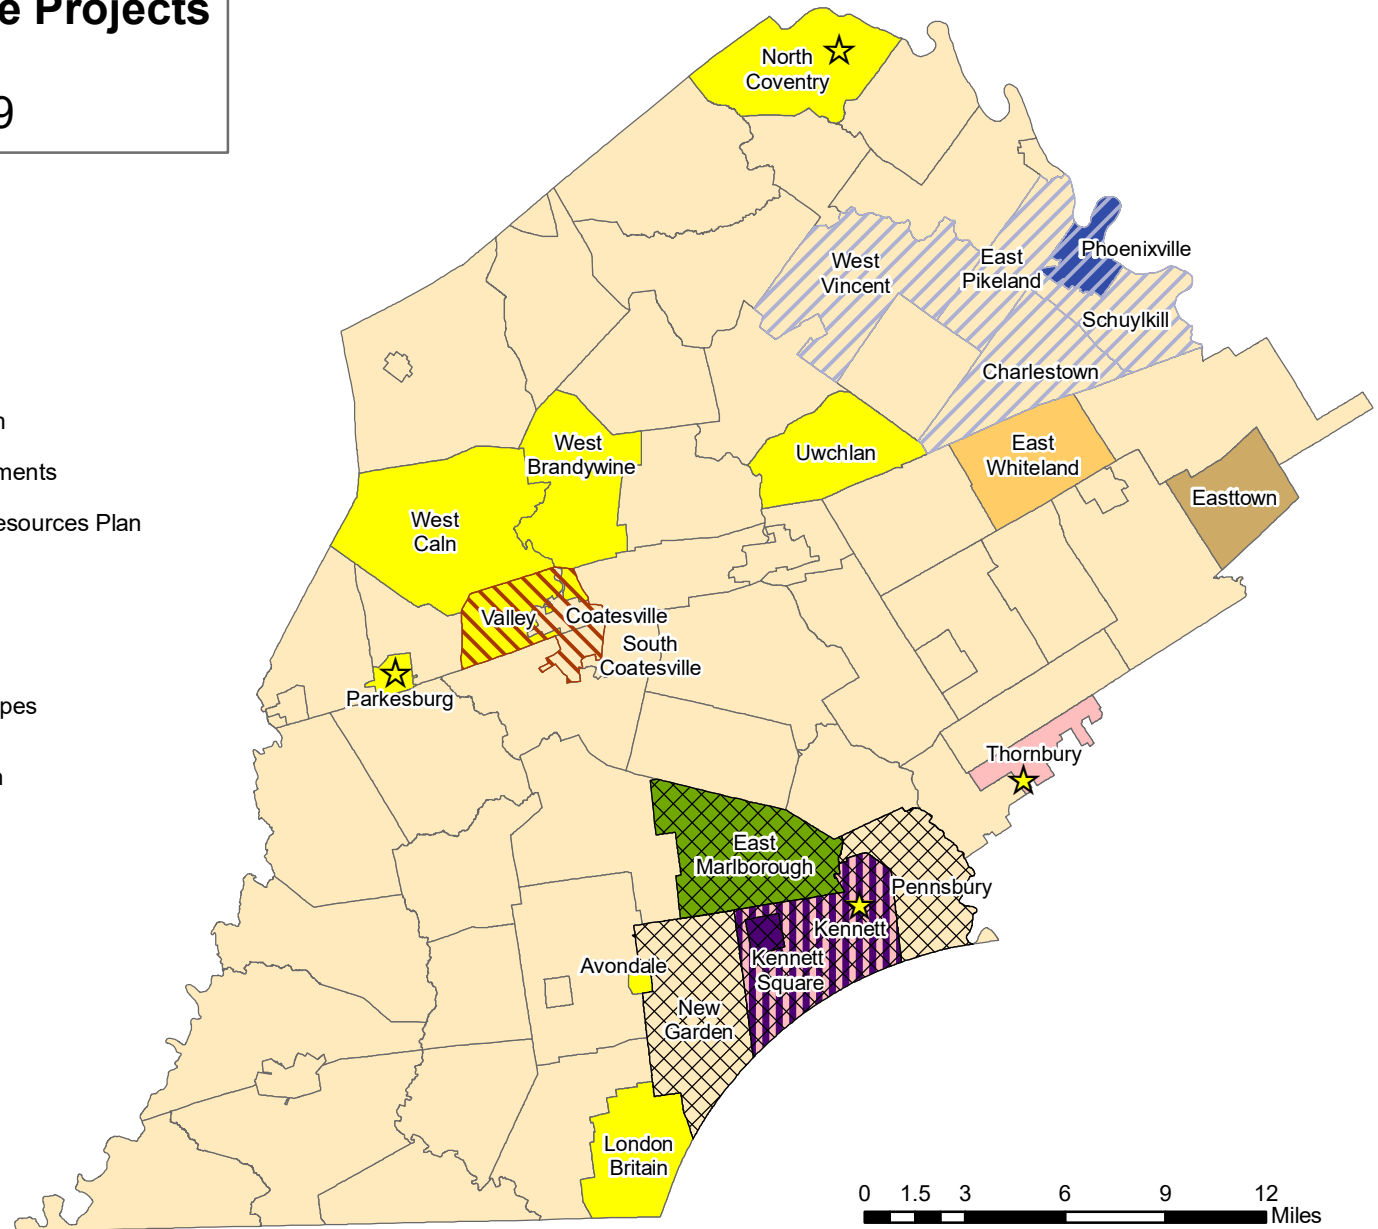 e Projects
9
North
Coventry
Phoenixville
West
Vincent
East
Pikeland
Schuylkill
Charlestown
n
ments
esources Plan
West
Brandywine
Uwchlan
East
Whiteland
Easttown
West
Caln
Valley
Coatesville
South
Coatesville
Parkesburg
pes
n
Thornbury
East
Marlborough
Pennsbury
Kennett
Kennett
Square
Avondale
New
Garden
London
Britain
0 1.5 3 6 9 12
Miles